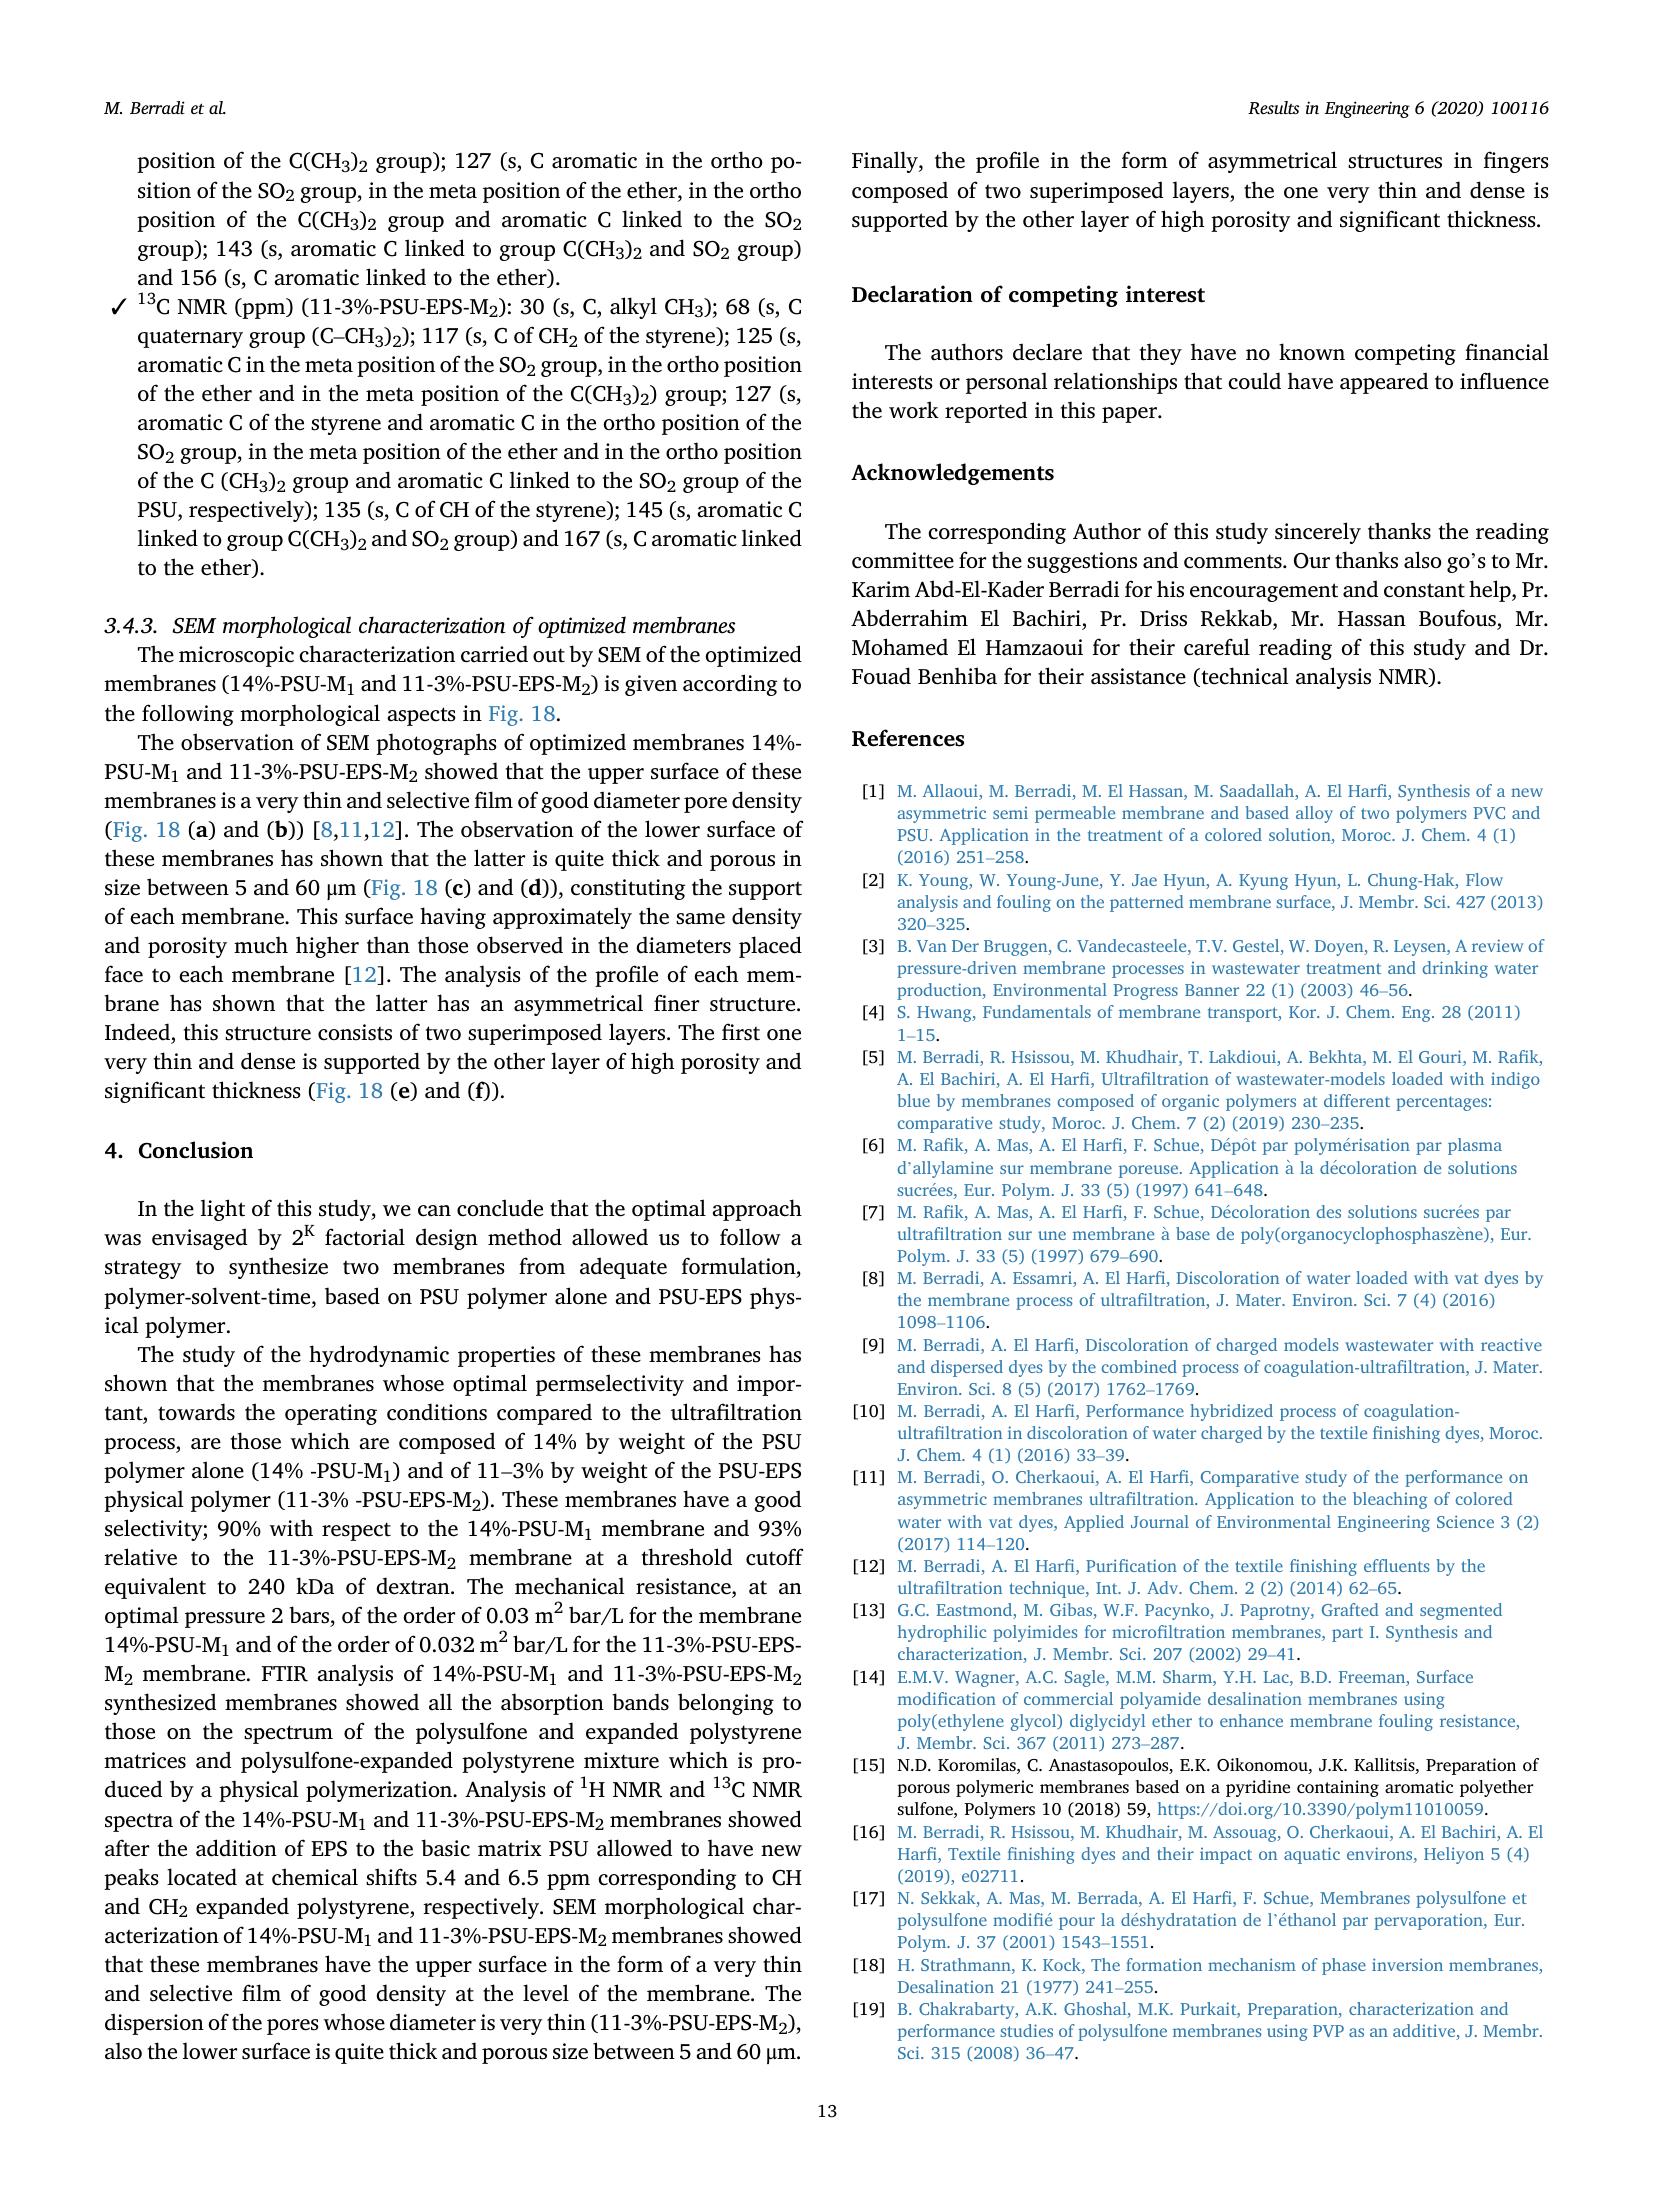 M. Berradi et al.
Results in Engineering 6 (2020) 100116
position of the C(CH3)2 group); 127 (s, C aromatic in the ortho po-
sition of the SO2 group, in the meta position of the ether, in the ortho
position of the C(CH3)2 group and aromatic C linked to the SO2
group); 143 (s, aromatic C linked to group C(CH3)2 and SO2 group)
and 156 (s, C aromatic linked to the ether).
✓ 13C NMR (ppm) (11-3%-PSU-EPS-M2): 30 (s, C, alkyl CH3); 68 (s, C
quaternary group (C–CH3)2); 117 (s, C of CH2 of the styrene); 125 (s,
aromatic C in the meta position of the SO2 group, in the ortho position
of the ether and in the meta position of the C(CH3)2) group; 127 (s,
aromatic C of the styrene and aromatic C in the ortho position of the
SO2 group, in the meta position of the ether and in the ortho position
of the C (CH3)2 group and aromatic C linked to the SO2 group of the
PSU, respectively); 135 (s, C of CH of the styrene); 145 (s, aromatic C
linked to group C(CH3)2 and SO2 group) and 167 (s, C aromatic linked
to the ether).
3.4.3. SEM morphological characterization of optimized membranes
The microscopic characterization carried out by SEM of the optimized
membranes (14%-PSU-M1 and 11-3%-PSU-EPS-M2) is given according to
the following morphological aspects in Fig. 18.
The observation of SEM photographs of optimized membranes 14%-
PSU-M1 and 11-3%-PSU-EPS-M2 showed that the upper surface of these
membranes is a very thin and selective film of good diameter pore density
(Fig. 18 (a) and (b)) [8,11,12]. The observation of the lower surface of
these membranes has shown that the latter is quite thick and porous in
size between 5 and 60 μm (Fig. 18 (c) and (d)), constituting the support
of each membrane. This surface having approximately the same density
and porosity much higher than those observed in the diameters placed
face to each membrane [12]. The analysis of the profile of each mem-
brane has shown that the latter has an asymmetrical finer structure.
Indeed, this structure consists of two superimposed layers. The first one
very thin and dense is supported by the other layer of high porosity and
significant thickness (Fig. 18 (e) and (f)).
4. Conclusion
In the light of this study, we can conclude that the optimal approach
was envisaged by 2K factorial design method allowed us to follow a
strategy to synthesize two membranes from adequate formulation,
polymer-solvent-time, based on PSU polymer alone and PSU-EPS phys-
ical polymer.
The study of the hydrodynamic properties of these membranes has
shown that the membranes whose optimal permselectivity and impor-
tant, towards the operating conditions compared to the ultrafiltration
process, are those which are composed of 14% by weight of the PSU
polymer alone (14% -PSU-M1) and of 11–3% by weight of the PSU-EPS
physical polymer (11-3% -PSU-EPS-M2). These membranes have a good
selectivity; 90% with respect to the 14%-PSU-M1 membrane and 93%
relative to the 11-3%-PSU-EPS-M2 membrane at a threshold cutoff
equivalent to 240 kDa of dextran. The mechanical resistance, at an
optimal pressure 2 bars, of the order of 0.03 m2 bar/L for the membrane
14%-PSU-M1 and of the order of 0.032 m2 bar/L for the 11-3%-PSU-EPS-
M2 membrane. FTIR analysis of 14%-PSU-M1 and 11-3%-PSU-EPS-M2
synthesized membranes showed all the absorption bands belonging to
those on the spectrum of the polysulfone and expanded polystyrene
matrices and polysulfone-expanded polystyrene mixture which is pro-
duced by a physical polymerization. Analysis of 1H NMR and 13C NMR
spectra of the 14%-PSU-M1 and 11-3%-PSU-EPS-M2 membranes showed
after the addition of EPS to the basic matrix PSU allowed to have new
peaks located at chemical shifts 5.4 and 6.5 ppm corresponding to CH
and CH2 expanded polystyrene, respectively. SEM morphological char-
acterization of 14%-PSU-M1 and 11-3%-PSU-EPS-M2 membranes showed
that these membranes have the upper surface in the form of a very thin
and selective film of good density at the level of the membrane. The
dispersion of the pores whose diameter is very thin (11-3%-PSU-EPS-M2),
also the lower surface is quite thick and porous size between 5 and 60 μm.
Finally, the profile in the form of asymmetrical structures in fingers
composed of two superimposed layers, the one very thin and dense is
supported by the other layer of high porosity and significant thickness.
Declaration of competing interest
The authors declare that they have no known competing financial
interests or personal relationships that could have appeared to influence
the work reported in this paper.
Acknowledgements
The corresponding Author of this study sincerely thanks the reading
committee for the suggestions and comments. Our thanks also go's to Mr.
Karim Abd-El-Kader Berradi for his encouragement and constant help, Pr.
Abderrahim El Bachiri, Pr. Driss Rekkab, Mr. Hassan Boufous, Mr.
Mohamed El Hamzaoui for their careful reading of this study and Dr.
Fouad Benhiba for their assistance (technical analysis NMR).
References
[1] M. Allaoui, M. Berradi, M. El Hassan, M. Saadallah, A. El Harfi, Synthesis of a new
asymmetric semi permeable membrane and based alloy of two polymers PVC and
PSU. Application in the treatment of a colored solution, Moroc. J. Chem. 4 (1)
(2016) 251–258.
[2] K. Young, W. Young-June, Y. Jae Hyun, A. Kyung Hyun, L. Chung-Hak, Flow
analysis and fouling on the patterned membrane surface, J. Membr. Sci. 427 (2013)
320–325.
[3] B. Van Der Bruggen, C. Vandecasteele, T.V. Gestel, W. Doyen, R. Leysen, A review of
pressure-driven membrane processes in wastewater treatment and drinking water
production, Environmental Progress Banner 22 (1) (2003) 46–56.
[4] S. Hwang, Fundamentals of membrane transport, Kor. J. Chem. Eng. 28 (2011)
1–15.
[5] M. Berradi, R. Hsissou, M. Khudhair, T. Lakdioui, A. Bekhta, M. El Gouri, M. Rafik,
A. El Bachiri, A. El Harfi, Ultrafiltration of wastewater-models loaded with indigo
blue by membranes composed of organic polymers at different percentages:
comparative study, Moroc. J. Chem. 7 (2) (2019) 230–235.
[6] M. Rafik, A. Mas, A. El Harfi, F. Schue, Dépôt par polymérisation par plasma
d'allylamine sur membrane poreuse. Application à la décoloration de solutions
sucrées, Eur. Polym. J. 33 (5) (1997) 641–648.
[7] M. Rafik, A. Mas, A. El Harfi, F. Schue, Décoloration des solutions sucrées par
ultrafiltration sur une membrane à base de poly(organocyclophosphaszène), Eur.
Polym. J. 33 (5) (1997) 679–690.
[8] M. Berradi, A. Essamri, A. El Harfi, Discoloration of water loaded with vat dyes by
the membrane process of ultrafiltration, J. Mater. Environ. Sci. 7 (4) (2016)
1098–1106.
[9] M. Berradi, A. El Harfi, Discoloration of charged models wastewater with reactive
and dispersed dyes by the combined process of coagulation-ultrafiltration, J. Mater.
Environ. Sci. 8 (5) (2017) 1762–1769.
[10] M. Berradi, A. El Harfi, Performance hybridized process of coagulation-
ultrafiltration in discoloration of water charged by the textile finishing dyes, Moroc.
J. Chem. 4 (1) (2016) 33–39.
[11] M. Berradi, O. Cherkaoui, A. El Harfi, Comparative study of the performance on
asymmetric membranes ultrafiltration. Application to the bleaching of colored
water with vat dyes, Applied Journal of Environmental Engineering Science 3 (2)
(2017) 114–120.
[12] M. Berradi, A. El Harfi, Purification of the textile finishing effluents by the
ultrafiltration technique, Int. J. Adv. Chem. 2 (2) (2014) 62–65.
[13] G.C. Eastmond, M. Gibas, W.F. Pacynko, J. Paprotny, Grafted and segmented
hydrophilic polyimides for microfiltration membranes, part I. Synthesis and
characterization, J. Membr. Sci. 207 (2002) 29–41.
[14] E.M.V. Wagner, A.C. Sagle, M.M. Sharm, Y.H. Lac, B.D. Freeman, Surface
modification of commercial polyamide desalination membranes using
poly(ethylene glycol) diglycidyl ether to enhance membrane fouling resistance,
J. Membr. Sci. 367 (2011) 273–287.
[15] N.D. Koromilas, C. Anastasopoulos, E.K. Oikonomou, J.K. Kallitsis, Preparation of
porous polymeric membranes based on a pyridine containing aromatic polyether
sulfone, Polymers 10 (2018) 59, https://doi.org/10.3390/polym11010059.
[16] M. Berradi, R. Hsissou, M. Khudhair, M. Assouag, O. Cherkaoui, A. El Bachiri, A. El
Harfi, Textile finishing dyes and their impact on aquatic environs, Heliyon 5 (4)
(2019), e02711.
[17] N. Sekkak, A. Mas, M. Berrada, A. El Harfi, F. Schue, Membranes polysulfone et
polysulfone modifié pour la déshydratation de l'éthanol par pervaporation, Eur.
Polym. J. 37 (2001) 1543–1551.
[18] H. Strathmann, K. Kock, The formation mechanism of phase inversion membranes,
Desalination 21 (1977) 241–255.
[19] B. Chakrabarty, A.K. Ghoshal, M.K. Purkait, Preparation, characterization and
performance studies of polysulfone membranes using PVP as an additive, J. Membr.
Sci. 315 (2008) 36–47.
13